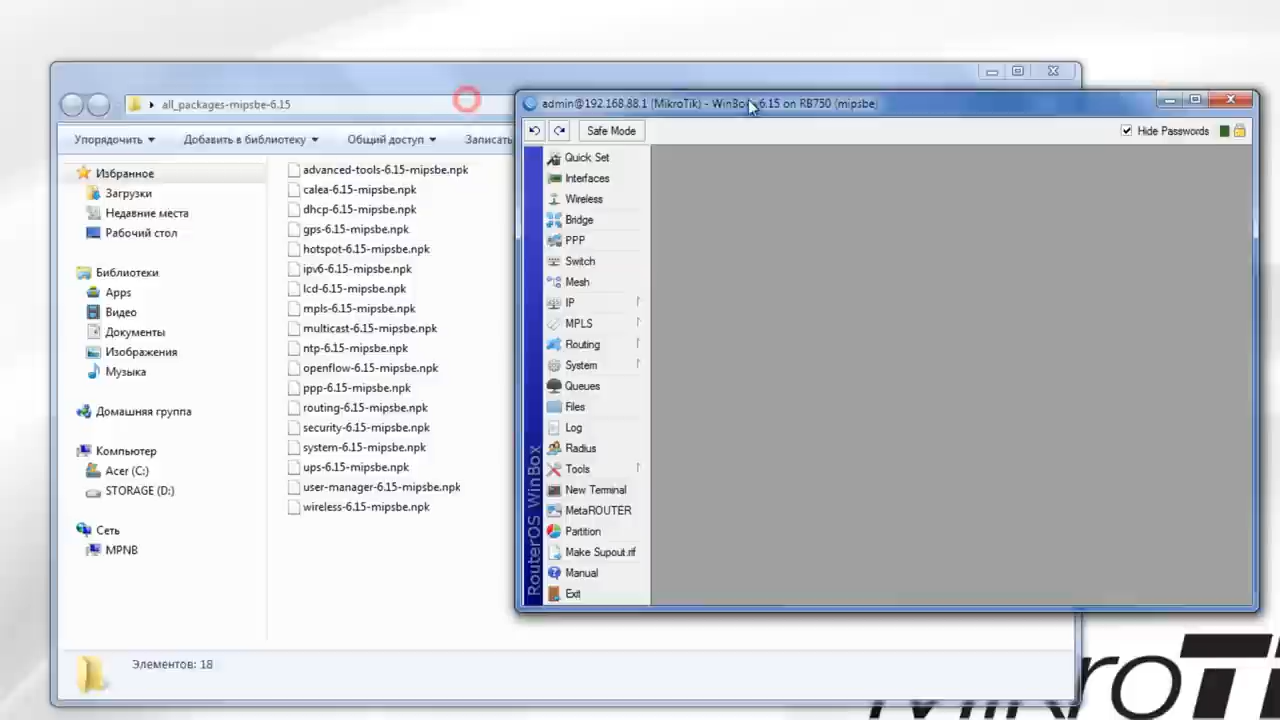 all_packages-mipsbe-6.15
Упорядочить
Добавить в библиотеку
Общий доступ
Записать
Избранное
Загрузки
Недавние места
Рабочий стол
Библиотеки
Apps
Видео
Документы
Изображения
Музыка
Домашняя группа
Компьютер
Acer (C:)
STORAGE (D:)
Сеть
MPNB
advanced-tools-6.15-mipsbe.npk
calea-6.15-mipsbe.npk
dhcp-6.15-mipsbe.npk
gps-6.15-mipsbe.npk
hotspot-6.15-mipsbe.npk
ipv6-6.15-mipsbe.npk
lcd-6.15-mipsbe.npk
mpls-6.15-mipsbe.npk
multicast-6.15-mipsbe.npk
ntp-6.15-mipsbe.npk
openflow-6.15-mipsbe.npk
ppp-6.15-mipsbe.npk
routing-6.15-mipsbe.npk
security-6.15-mipsbe.npk
system-6.15-mipsbe.npk
ups-6.15-mipsbe.npk
user-manager-6.15-mipsbe.npk
wireless-6.15-mipsbe.npk
Элементов: 18
admin@192.168.88.1 (MikroTik) - WinBox 6.15 on RB750 (mipsbe)
Safe Mode
Hide Passwords
Quick Set
Interfaces
Wireless
Bridge
PPP
Switch
Mesh
IP
MPLS
Routing
System
Queues
Files
Log
Radius
Tools
New Terminal
MetaROUTER
Partition
Make Supout.rif
Manual
Exit
RouterOS WinBox